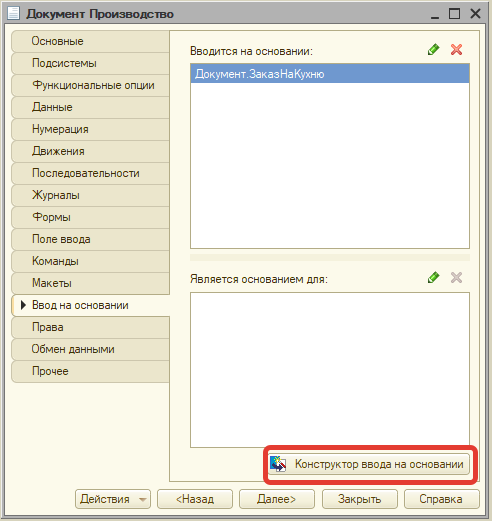 Документ Производство
Основные
Подсистемы
Функциональные опции
Данные
Нумерация
Движения
Последовательности
Журналы
Формы
Поле ввода
Команды
Макеты
Ввод на основании
Права
Обмен данными
Прочее
Вводится на основании:
Документ.ЗаказНаКухню
Является основанием для:
Конструктор ввода на основании
Действия
<Назад
Далее>
Закрыть
Справка